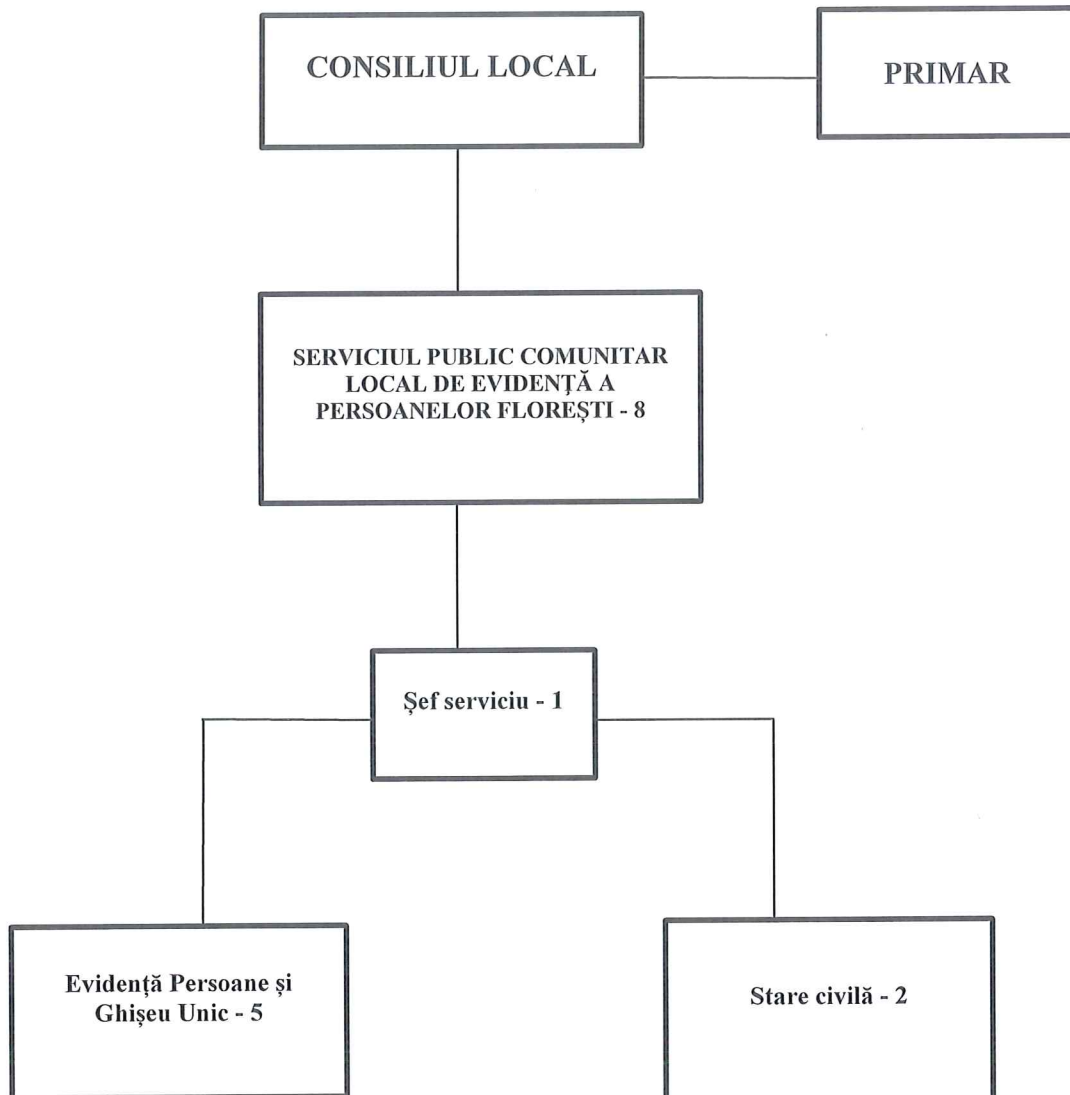 CONSILIUL LOCAL
PRIMAR
SERVICIUL PUBLIC COMUNITAR
LOCAL DE EVIDENȚĂ A
PERSOANELOR FLOREȘTI - 8
Șef serviciu - 1
Evidență Persoane și
Ghișeu Unic - 5
Stare civilă - 2